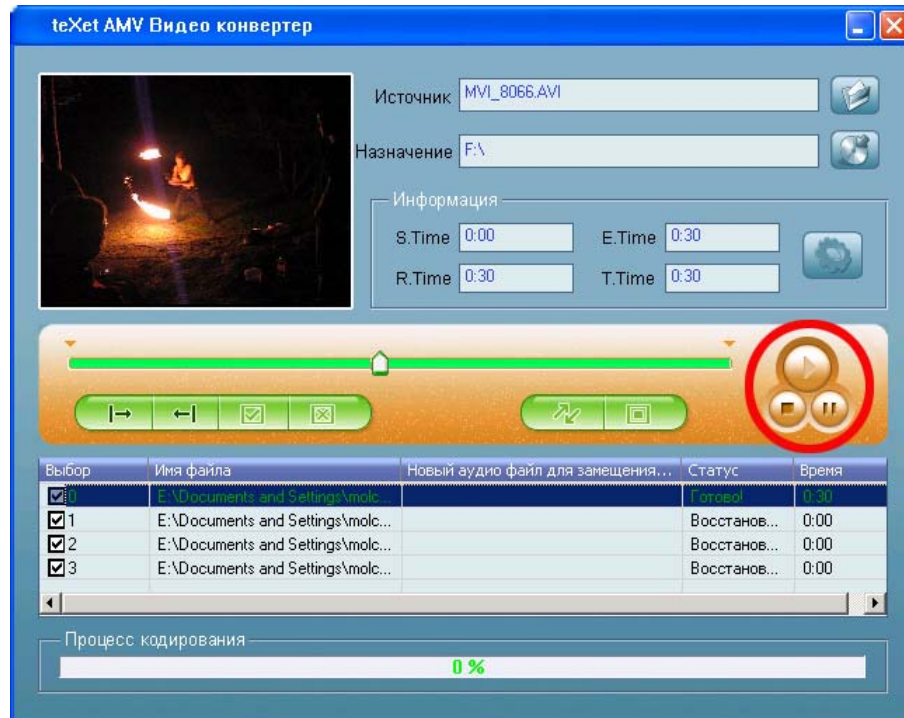 teXet AMV Видео конвертер
Источник MVI_8066.AVI
Назначение F:\
Информация
S.Time 0:00 E.Time 0:30
R.Time 0:30 T.Time 0:30
Выбор Имя файла Новый аудио файл для замещения... Статус Время
0 E:\Documents and Settings\molc... Готово! 0:30
1 E:\Documents and Settings\molc... Восстанов... 0:00
2 E:\Documents and Settings\molc... Восстанов... 0:00
3 E:\Documents and Settings\molc... Восстанов... 0:00
Процесс кодирования
0 %